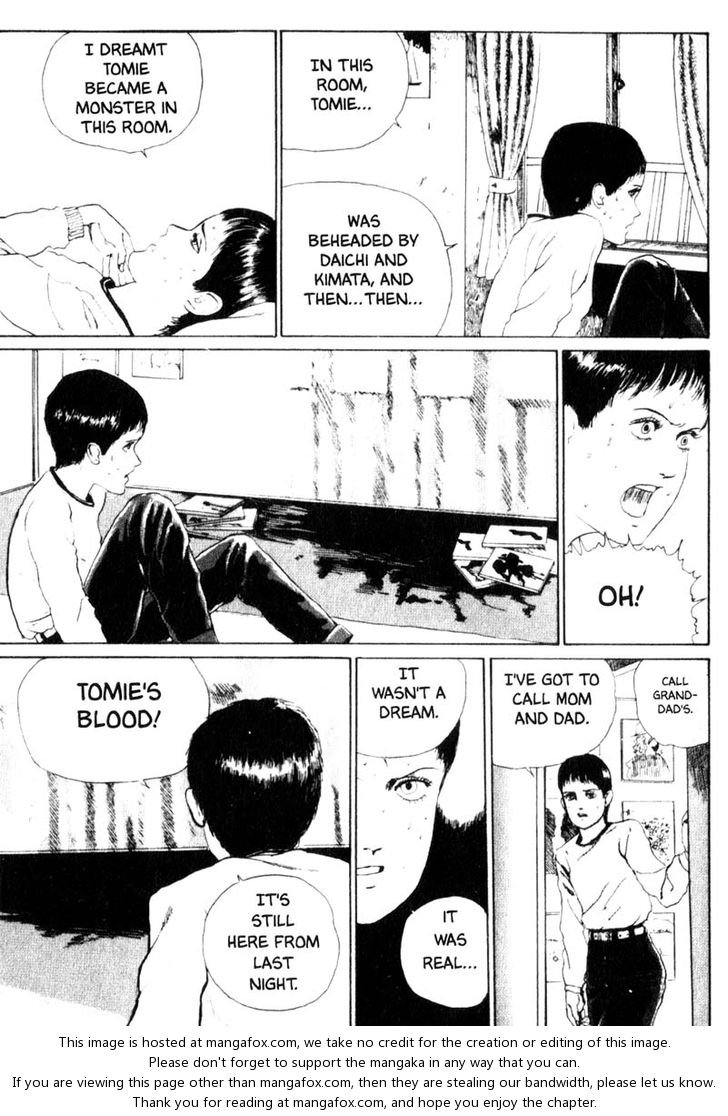 I DREAMT
TOMIE
BECAME A
MONSTER IN
THIS ROOM.
IN THIS
ROOM,
TOMIE...
WAS
BEHEADED BY
DAICHI AND
KIMATA, AND
THEN...THEN...
OH!
TOMIE'S
BLOOD!
IT'S
STILL
HERE FROM
LAST
NIGHT.
IT
WASN'T A
DREAM.
IT
WAS
REAL...
I'VE GOT TO
CALL MOM
AND DAD.
CALL
GRAND-
DAD'S.
This image is hosted at mangafox.com, we take no credit for the creation or editing of this image.
Please don't forget to support the mangaka in any way that you can.
If you are viewing this page other than mangafox.com, then they are stealing our bandwidth, please let us know.
Thank you for reading at mangafox.com, and hope you enjoy the chapter.